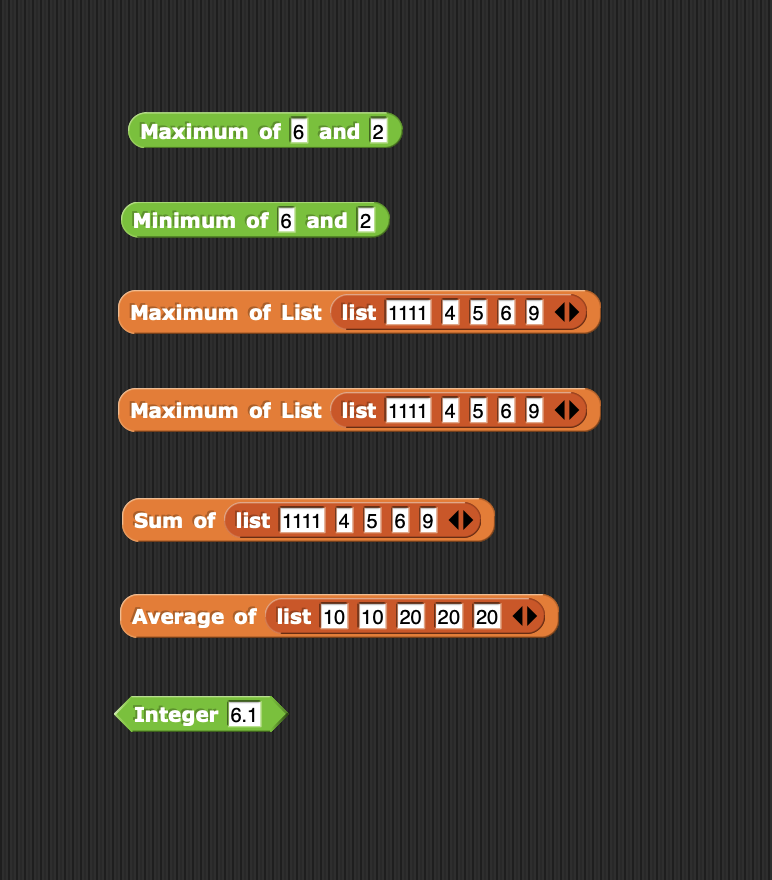 Maximum of 6 and 2
Minimum of 6 and 2
Maximum of List list 1111 4 5 6 9
Maximum of List list 1111 4 5 6 9
Sum of list 1111 4 5 6 9
Average of list 10 10 20 20 20
Integer 6.1